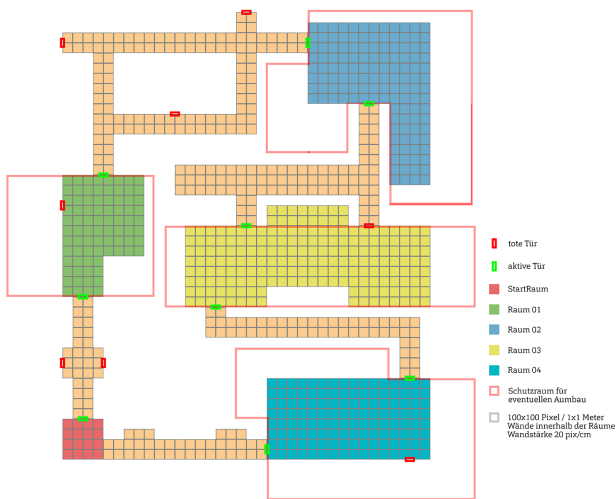 tote Tür
aktive Tür
StartRaum
Raum 01
Raum 02
Raum 03
Raum 04
Schutzraum für
eventuellen Aumbau
100x100 Pixel / 1x1 Meter
Wände innerhalb der Räume
Wandstärke 20 pix/cm